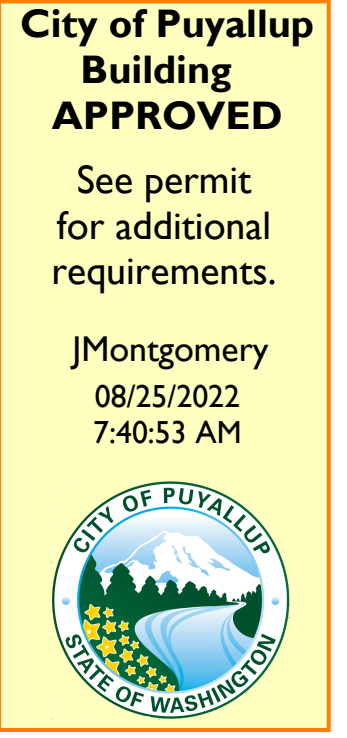 City of Puyallup
Building
APPROVED
See permit
for additional
requirements.
JMontgomery
08/25/2022
7:40:53 AM
CITY OF PUYALLUP
STATE OF WASHINGTON